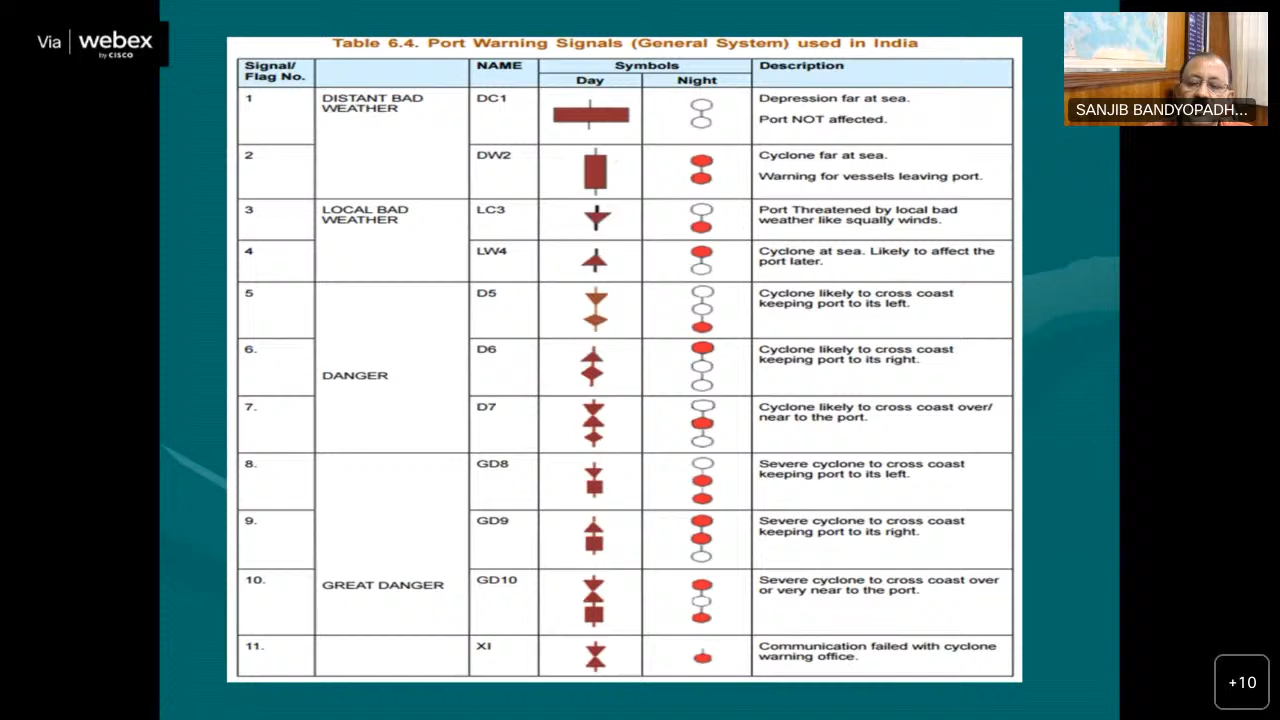 Via webex
by CISCO
SANJIB BANDYOPADH...
Table 6.4. Port Warning Signals (General System) used in India
Signal/ NAME Symbols Description
Flag No. Day Night
1 DISTANT BAD DC1 Depression far at sea.
WEATHER
Port NOT affected.
2 DW2 Cyclone far at sea.
Warning for vessels leaving port.
3 LOCAL BAD LC3 Port Threatened by local bad
WEATHER weather like squally winds.
4 LW4 Cyclone at sea. Likely to affect the
port later.
5 D5 Cyclone likely to cross coast
keeping port to its left.
6. D6 Cyclone likely to cross coast
keeping port to its right.
DANGER
7. D7 Cyclone likely to cross coast over/
near to the port.
8. GD8 Severe cyclone to cross coast
keeping port to its left.
9. GD9 Severe cyclone to cross coast
keeping port to its right.
10. GREAT DANGER GD10 Severe cyclone to cross coast over
or very near to the port.
11. XI Communication failed with cyclone
warning office.
+10